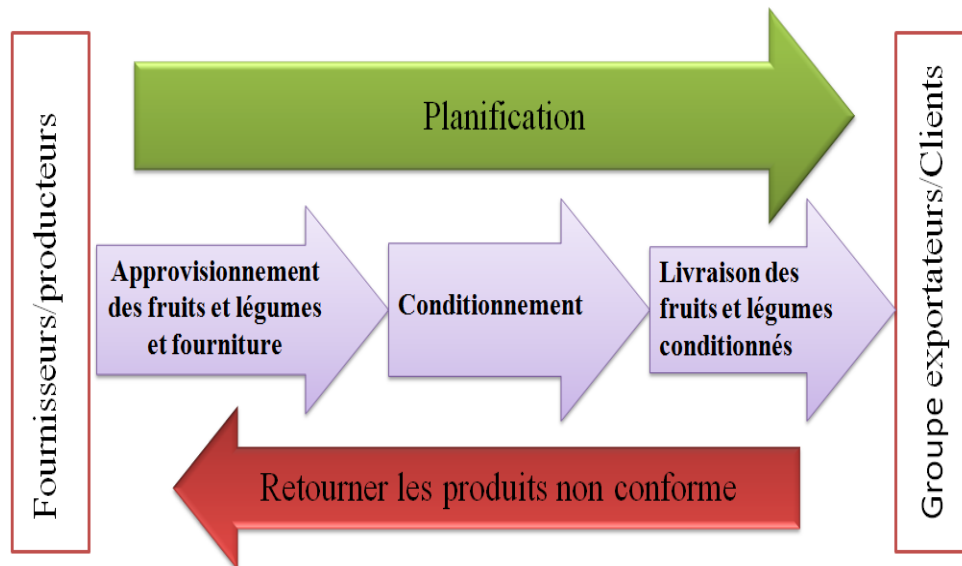 Fournisseurs/producteurs
Planification
Approvisionnement
des fruits et légumes
et fourniture
Conditionnement
Livraison des
fruits et légumes
conditionnés
Retourner les produits non conforme
Groupe exportateurs/Clients